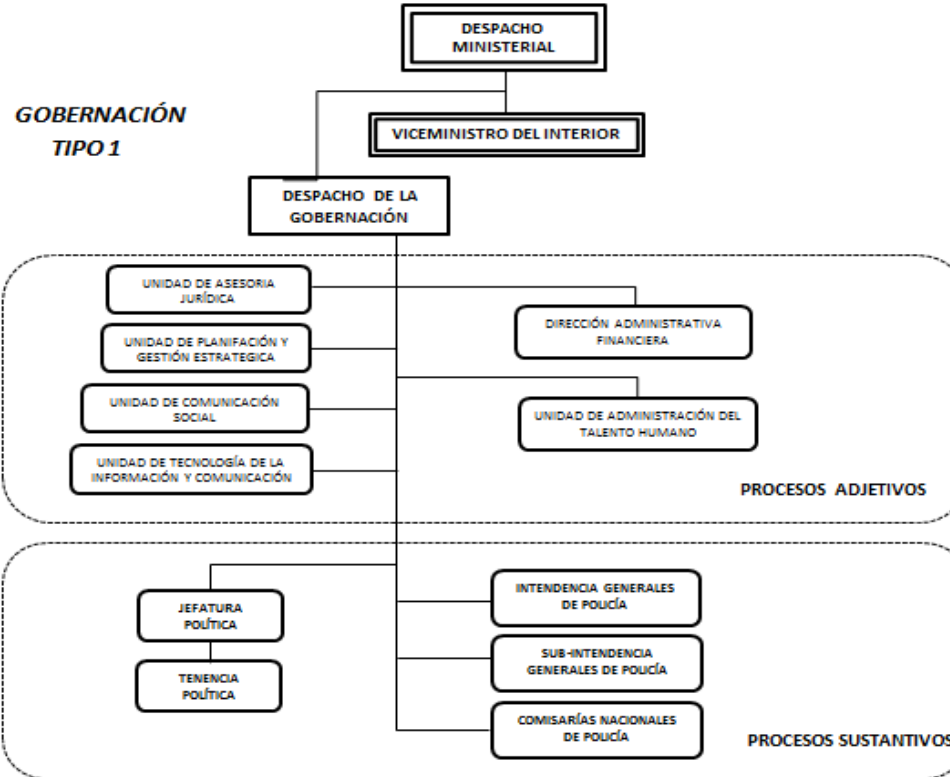 DESPACHO
MINISTERIAL
GOBERNACIÓN
TIPO 1
VICEMINISTRO DEL INTERIOR
DESPACHO DE LA
GOBERNACIÓN
UNIDAD DE ASESORIA
JURÍDICA
DIRECCIÓN ADMINISTRATIVA
FINANCIERA
UNIDAD DE PLANIFACIÓN Y
GESTIÓN ESTRATEGICA
UNIDAD DE COMUNICACIÓN
SOCIAL
UNIDAD DE ADMINISTRACIÓN DEL
TALENTO HUMANO
UNIDAD DE TECNOLOGÍA DE LA
INFORMACIÓN Y COMUNICACIÓN
PROCESOS ADJETIVOS
JEFATURA
POLÍTICA
TENENCIA
POLÍTICA
INTENDENCIA GENERALES
DE POLICÍA
SUB-INTENDENCIA
GENERALES DE POLICÍA
COMISARÍAS NACIONALES
DE POLICÍA
PROCESOS SUSTANTIVOS